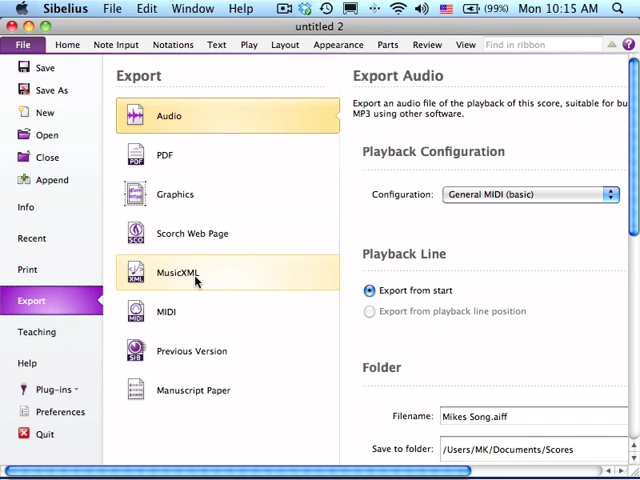 Sibelius File Edit Window Help (99%) Mon 10:15 AM
untitled 2
File Home Note Input Notations Text Play Layout Appearance Parts Review View Find in ribbon ?
Save
Save As
New
Open
Close
Append
Info
Recent
Print
Export
Teaching
Help
Plug-ins
Preferences
Quit
Export
Audio
PDF
PDF
Graphics
SCO
Scorch Web Page
XML
MusicXML
MIDI
MIDI
SIB
Previous Version
Manuscript Paper
Export Audio
Export an audio file of the playback of this score, suitable for bu
MP3 using other software.
Playback Configuration
Configuration: General MIDI (basic)
Playback Line
Export from start
Export from playback line position
Folder
Filename: Mikes Song.aiff
Save to folder: /Users/MK/Documents/Scores